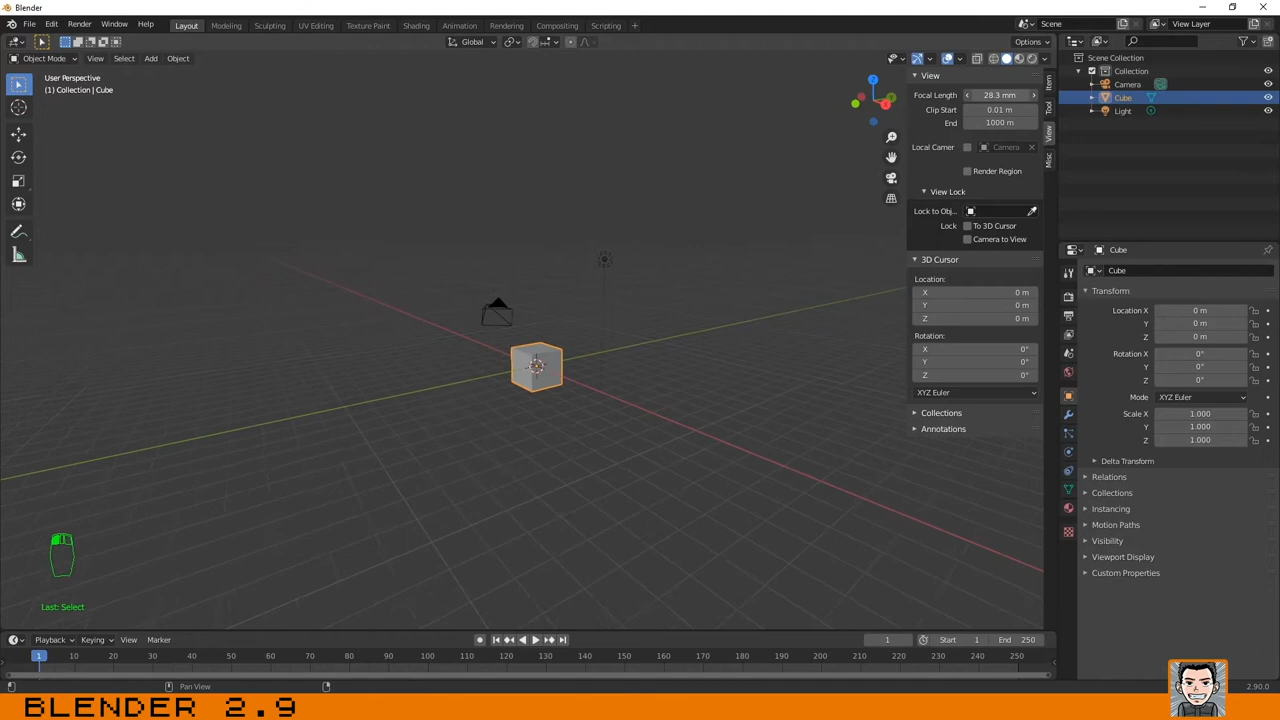 Blender
File Edit Render Window Help Layout Modeling Sculpting UV Editing Texture Paint Shading Animation Rendering Compositing Scripting + Scene View Layer
Global Options
Object Mode View Select Add Object
User Perspective
(1) Collection | Cube
View
Focal Length 28.3 mm
Clip Start 0.01 m
End 1000 m
Local Camer Camera
Render Region
View Lock
Lock to Obj...
Lock To 3D Cursor
Camera to View
3D Cursor
Location:
X 0 m
Y 0 m
Z 0 m
Rotation:
X 0°
Y 0°
Z 0°
XYZ Euler
Collections
Annotations
Item
Tool
View
Misc
Scene Collection
Collection
Camera
Cube
Light
Cube
Cube
Transform
Location X 0 m
Y 0 m
Z 0 m
Rotation X 0°
Y 0°
Z 0°
Mode XYZ Euler
Scale X 1.000
Y 1.000
Z 1.000
Delta Transform
Relations
Collections
Instancing
Motion Paths
Visibility
Viewport Display
Custom Properties
Last: Select
Playback Keying View Marker 1 Start 1 End 250
1 10 20 30 40 50 60 70 80 90 100 110 120 130 140 150 160 170 180 190 200 210 220 230 240 250
Pan View 2.90.0
BLENDER 2.9